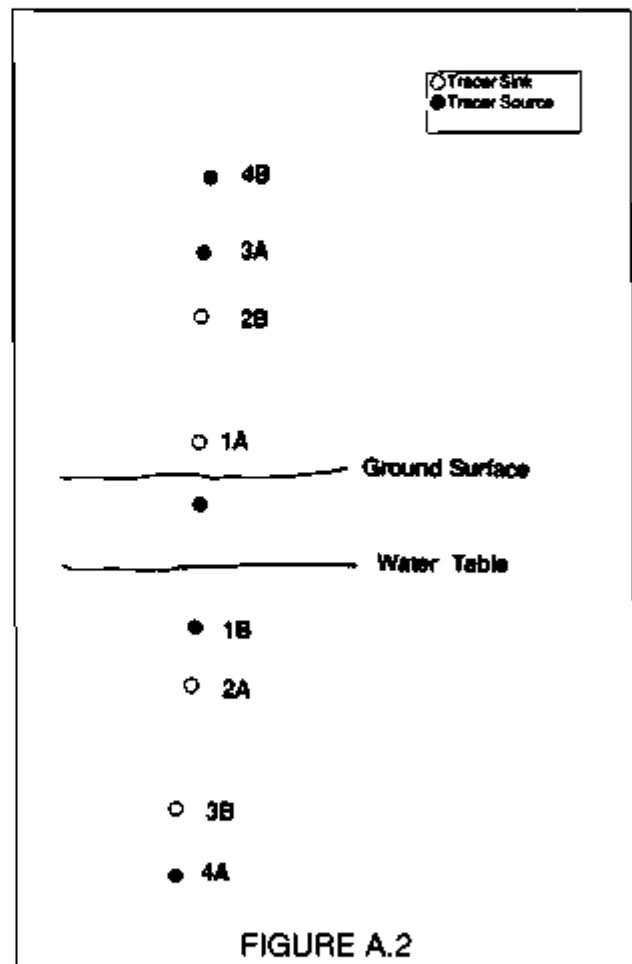 Tracer Sink
Tracer Source
4B
3A
2B
1A
Ground Surface
Water Table
1B
2A
3B
4A
FIGURE A.2